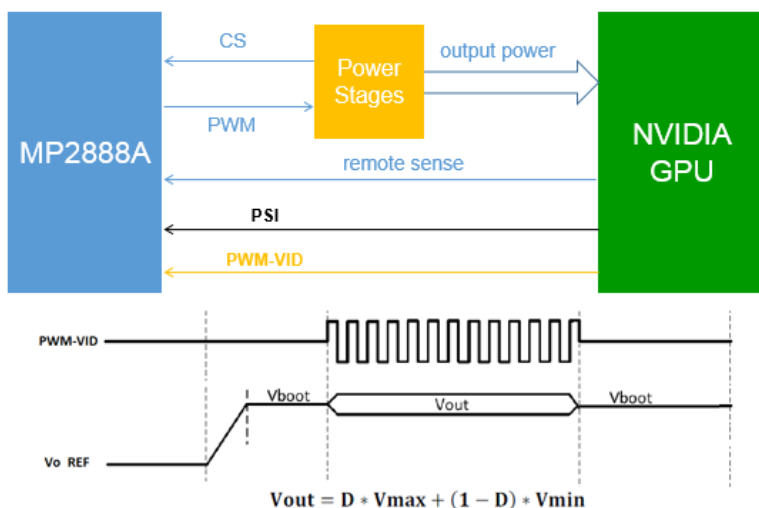 MP2888A
CS
PWM
Power
Stages
output power
NVIDIA
GPU
remote sense
PSI
PWM-VID
PWM-VID
Vboot
Vout
Vboot
Vo REF
Vout = D * Vmax + (1 − D) * Vmin